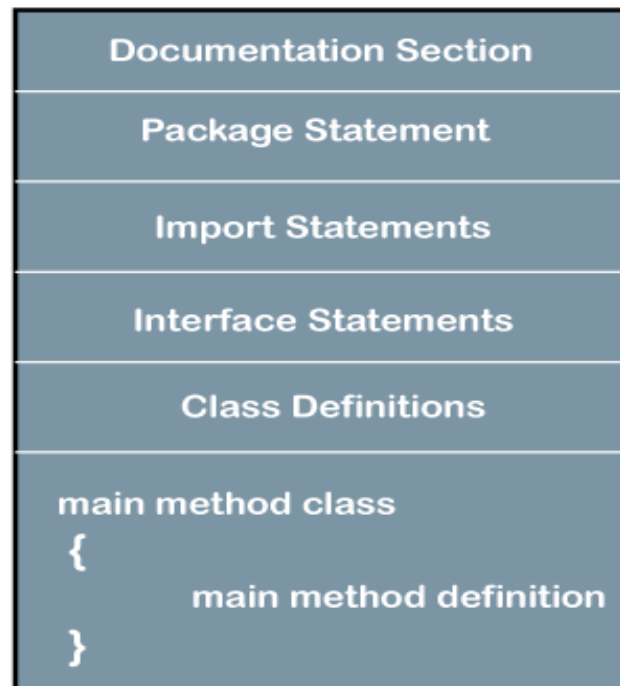 Documentation Section
Package Statement
Import Statements
Interface Statements
Class Definitions
main method class
{
main method definition
}